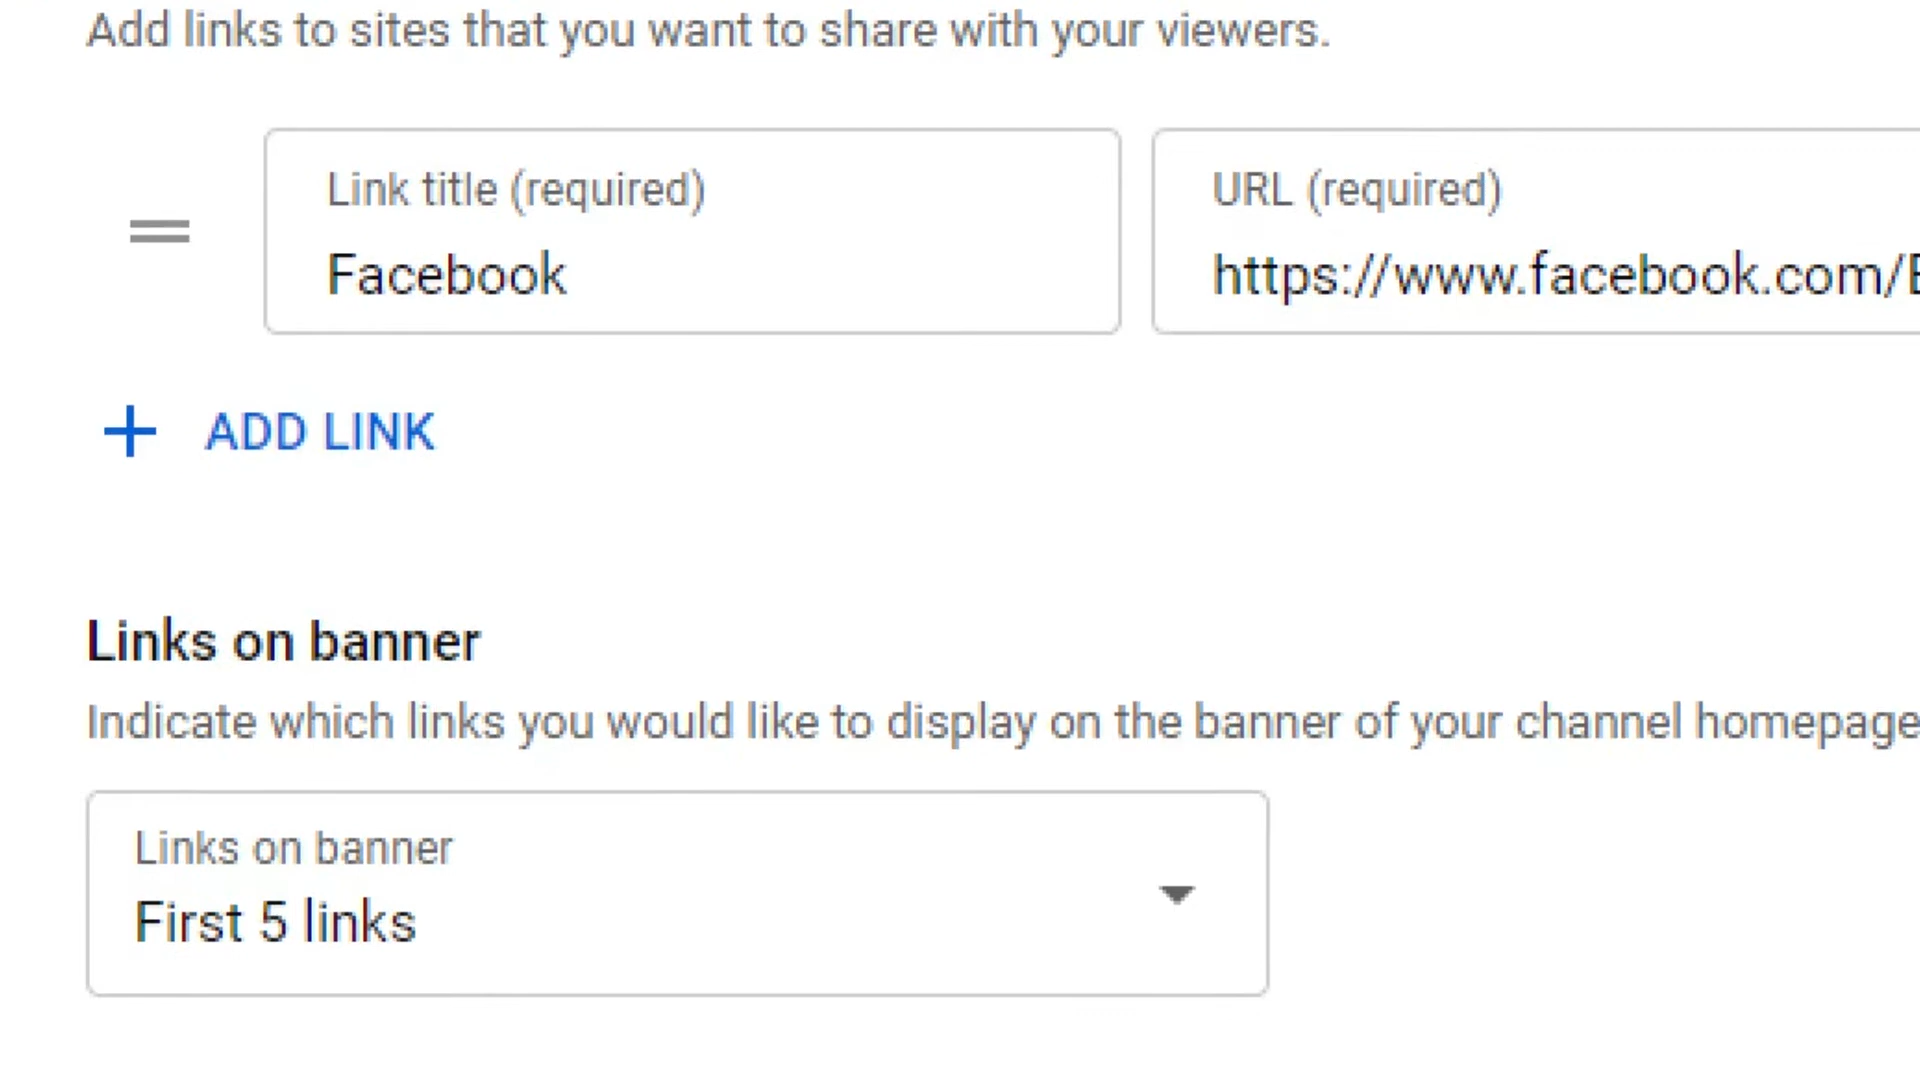 Add links to sites that you want to share with your viewers.
Link title (required)
Facebook
URL (required)
https://www.facebook.com/
ADD LINK
Links on banner
Indicate which links you would like to display on the banner of your channel homepage
Links on banner
First 5 links